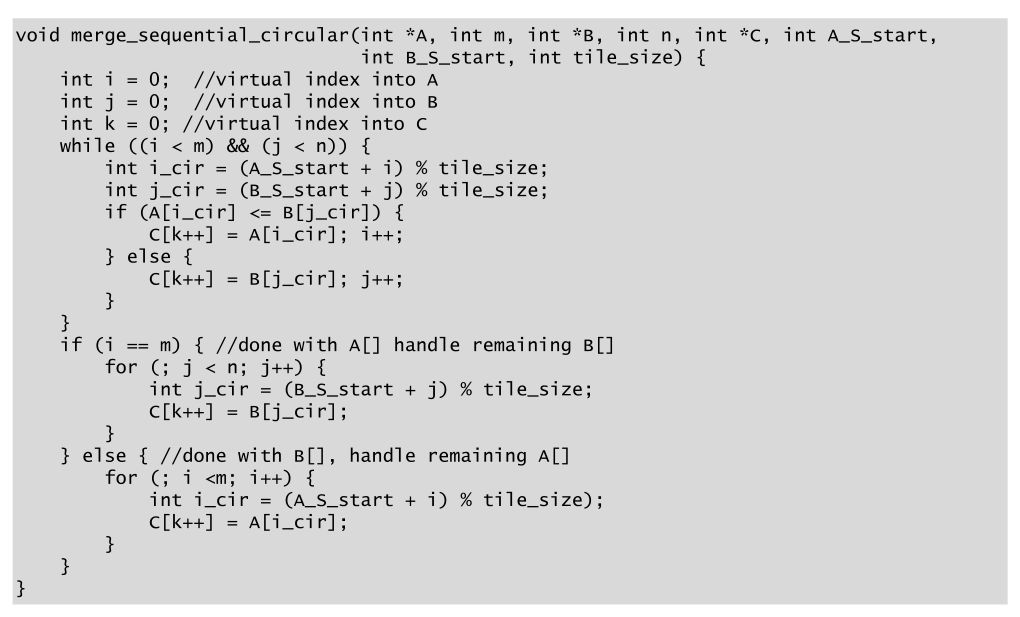 void merge_sequential_circular(int *A, int m, int *B, int n, int *C, int A_S_start,
                               int B_S_start, int tile_size) {
    int i = 0;  //virtual index into A
    int j = 0;  //virtual index into B
    int k = 0; //virtual index into C
    while ((i < m) && (j < n)) {
        int i_cir = (A_S_start + i) % tile_size;
        int j_cir = (B_S_start + j) % tile_size;
        if (A[i_cir] <= B[j_cir]) {
            C[k++] = A[i_cir]; i++;
        } else {
            C[k++] = B[j_cir]; j++;
        }
    }
    if (i == m) { //done with A[] handle remaining B[]
        for (; j < n; j++) {
            int j_cir = (B_S_start + j) % tile_size;
            C[k++] = B[j_cir];
        }
    } else { //done with B[], handle remaining A[]
        for (; i <m; i++) {
            int i_cir = (A_S_start + i) % tile_size);
            C[k++] = A[i_cir];
        }
    }
}